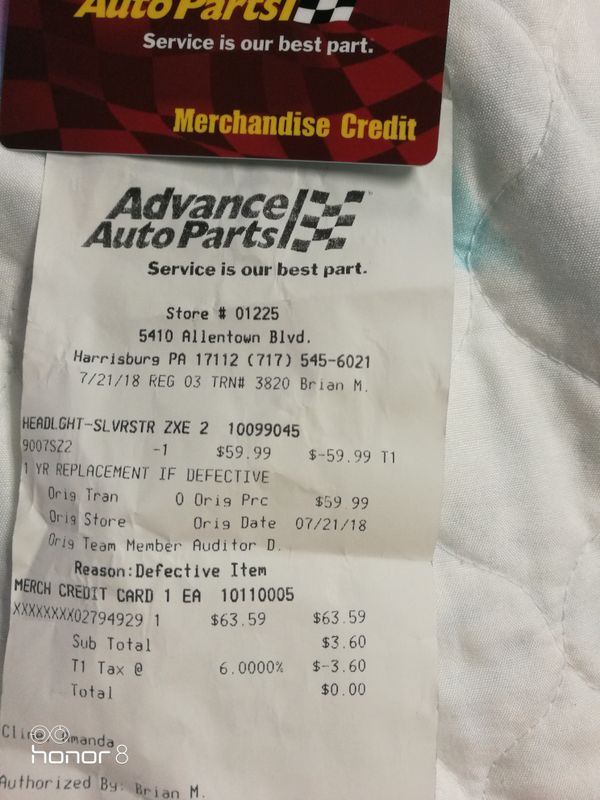 Auto Parts
Service is our best part.
Merchandise Credit
Advance
Auto Parts
Service is our best part.
Store # 01225
5410 Allentown Blvd.
Harrisburg PA 17112 (717) 545-6021
7/21/18 REG 03 TRN# 3820 Brian M.
HEADLGHT-SLVRSTR ZXE 2 10099045
9007SZ2 -1 $59.99 $-59.99 T1
1 YR REPLACEMENT IF DEFECTIVE
Orig Tran 0 Orig Prc $59.99
Orig Store Orig Date 07/21/18
Orig Team Member Auditor D.
Reason:Defective Item
MERCH CREDIT CARD 1 EA 10110005
XXXXXXXX02794929 1 $63.59 $63.59
Sub Total $3.60
T1 Tax @ 6.0000% $-3.60
Total $0.00
Amanda
honor 8
Authorized By: Brian M.